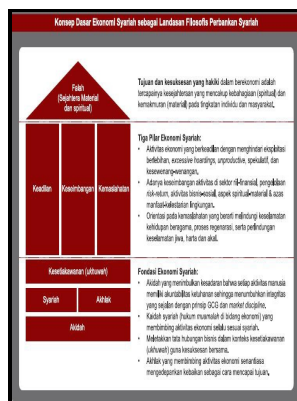 Konsep Dasar Ekonomi Syariah sebagai Landasan Filosofis Perbankan Syariah
Falah
(Sejahtera Material
dan spiritual)
Tujuan dan kesuksesan yang hakiki dalam berekonomi adalah
tercapainya kesejahteraan yang mencakup kebahagiaan (spiritual) dan
kemakmuran (material) pada tingkatan individu dan masyarakat.
Keadilan
Keseimbangan
Kemaslahatan
Tiga Pilar Ekonomi Syariah:
• Aktivitas ekonomi yang berkeadilan dengan menghindari eksploitasi
berlebihan, excessive hoardings, unproductive, spekulatif, dan
kesewenang-wenangan.
• Adanya keseimbangan aktivitas di sektor riil-finansial, pengelolaan
risk-return, aktivitas bisnis-sosial, aspek spiritual-material & azas
manfaat-kelestarian lingkungan.
• Orientasi pada kemaslahatan yang berarti melindungi keselamatan
kehidupan beragama, proses regenerasi, serta perlindungan
keselamatan jiwa, harta dan akal.
Kesetiakawanan (ukhuwah)
Syariah
Akhlak
Akidah
Fondasi Ekonomi Syariah:
• Akidah yang menimbulkan kesadaran bahwa setiap aktivitas manusia
memiliki akuntabilitas ketuhanan sehingga menumbuhkan integritas
yang sejalan dengan prinsip GCG dan market discipline.
• Kaidah syariah (hukum muamalah di bidang ekonomi) yang
membimbing aktivitas ekonomi selalu sesuai syariah.
• Meletakkan tata hubungan bisnis dalam konteks kesetiakawanan
(ukhuwah) guna kesuksesan bersama.
• Akhlak yang membimbing aktivitas ekonomi senantiasa
mengedepankan kebaikan sebagai cara mencapai tujuan.